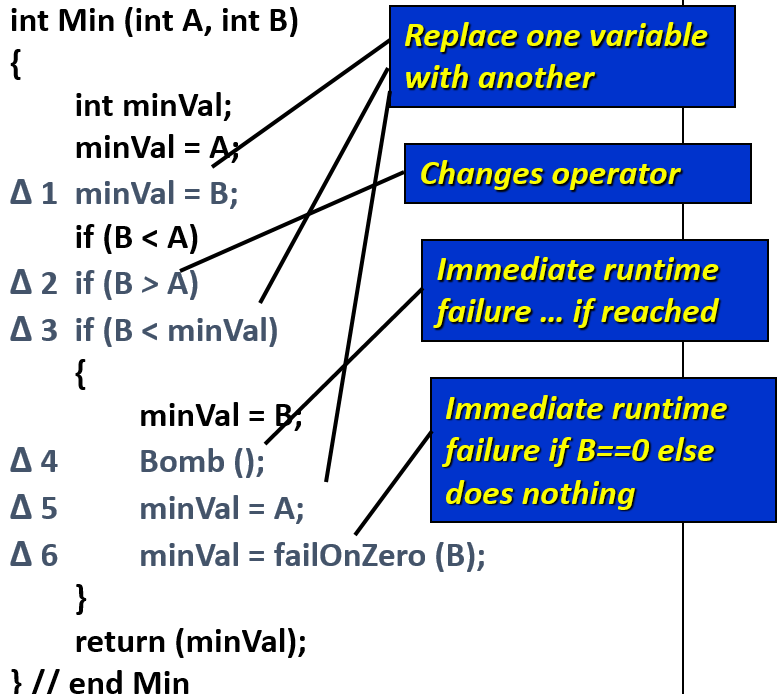 int Min (int A, int B)
{
int minVal;
minVal = A;
Δ 1 minVal = B;
if (B < A)
Δ 2 if (B > A)
Δ 3 if (B < minVal)
{
minVal = B;
Δ 4 Bomb ();
Δ 5 minVal = A;
Δ 6 minVal = failOnZero (B);
}
return (minVal);
} // end Min
Replace one variable
with another
Changes operator
Immediate runtime
failure … if reached
Immediate runtime
failure if B==0 else
does nothing